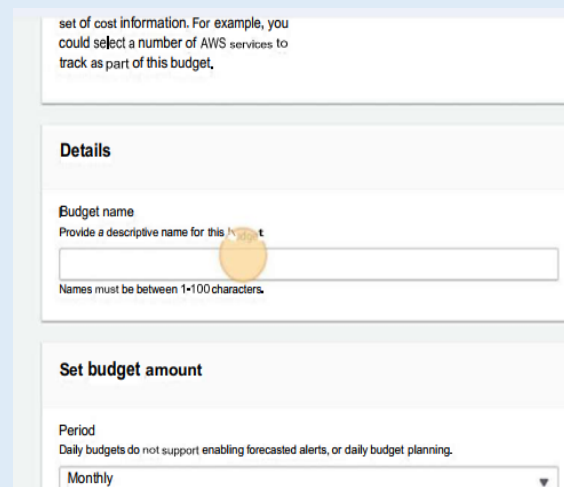 set of cost information. For example, you
could select a number of AWS services to
track as part of this budget.
Details
Budget name
Provide a descriptive name for this budget
Names must be between 1-100 characters.
Set budget amount
Period
Daily budgets do not support enabling forecasted alerts, or daily budget planning.
Monthly